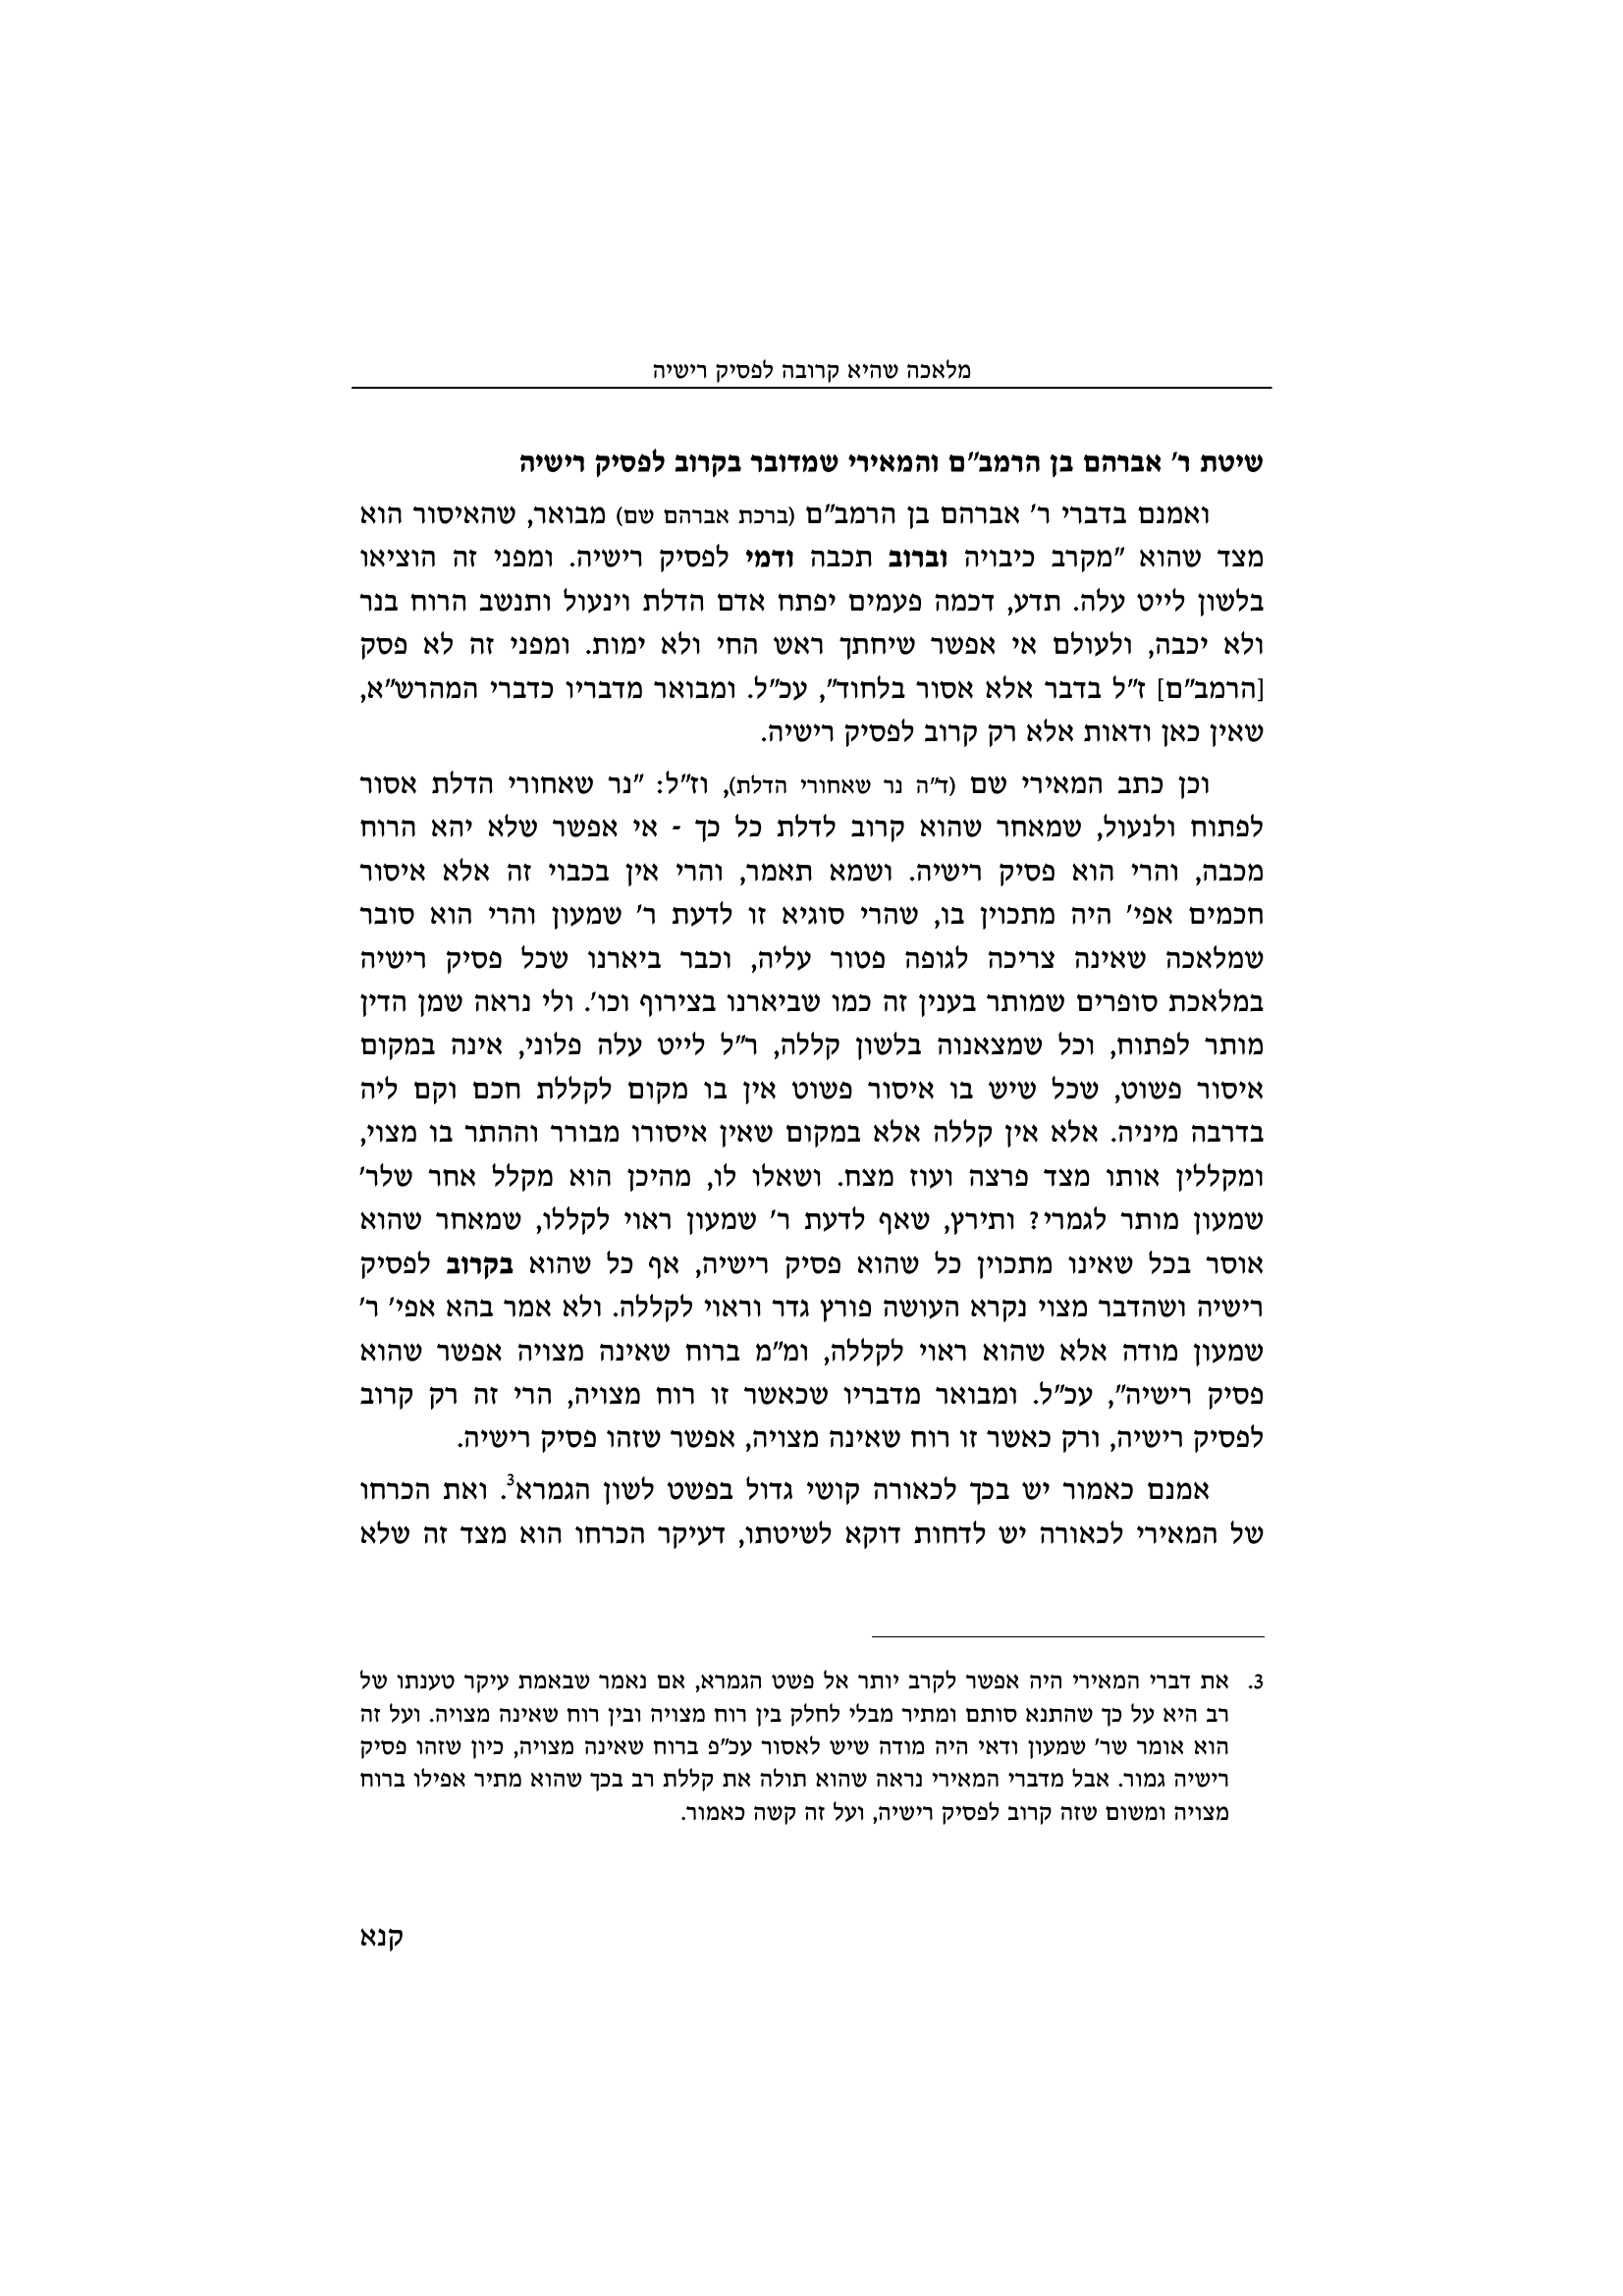 מלאכה שהיא קרובה לפסיק רישיה
שיטת ר' אברהם בן הרמב"ם והמאירי שמדובר בקרוב לפסיק רישיה
ואמנם בדברי ר' אברהם בן הרמב"ם (ברכת אברהם שם) מבואר, שהאיסור הוא
מצד שהוא "מקרב כיבויה וברוב תכבה ודמי לפסיק רישיה. ומפני זה הוציאו
בלשון לייט עלה. תדע, דכמה פעמים יפתח אדם הדלת וינעול ותנשב הרוח בנר
ולא יכבה, ולעולם אי אפשר שיחתך ראש החי ולא ימות. ומפני זה לא פסק
[הרמב"ם] ז"ל בדבר אלא אסור בלחוד", עכ"ל. ומבואר מדבריו כדברי המהרש"א,
שאין כאן ודאות אלא רק קרוב לפסיק רישיה.
וכן כתב המאירי שם (ד"ה נר שאחורי הדלת), וז"ל: "נר שאחורי הדלת אסור
לפתוח ולנעול, שמאחר שהוא קרוב לדלת כל כך - אי אפשר שלא יהא הרוח
מכבה, והרי הוא פסיק רישיה. ושמא תאמר, והרי אין בכבוי זה אלא איסור
חכמים אפי' היה מתכוין בו, שהרי סוגיא זו לדעת ר' שמעון והרי הוא סובר
שמלאכה שאינה צריכה לגופה פטור עליה, וכבר ביארנו שכל פסיק רישיה
במלאכת סופרים שמותר בענין זה כמו שביארנו בצירוף וכו'. ולי נראה שמן הדין
מותר לפתוח, וכל שמצאנוה בלשון קללה, ר"ל לייט עלה פלוני, אינה במקום
איסור פשוט, שכל שיש בו איסור פשוט אין בו מקום לקללת חכם וקם ליה
בדרבה מיניה. אלא אין קללה אלא במקום שאין איסורו מבורר וההתר בו מצוי,
ומקללין אותו מצד פרצה ועוז מצח. ושאלו לו, מהיכן הוא מקלל אחר שלר'
שמעון מותר לגמרי? ותירץ, שאף לדעת ר' שמעון ראוי לקללו, שמאחר שהוא
אוסר בכל שאינו מתכוין כל שהוא פסיק רישיה, אף כל שהוא בקרוב לפסיק
רישיה ושהדבר מצוי נקרא העושה פורץ גדר וראוי לקללה. ולא אמר בהא אפי' ר'
שמעון מודה אלא שהוא ראוי לקללה, ומ"מ ברוח שאינה מצויה אפשר שהוא
פסיק רישיה", עכ"ל. ומבואר מדבריו שכאשר זו רוח מצויה, הרי זה רק קרוב
לפסיק רישיה, ורק כאשר זו רוח שאינה מצויה, אפשר שזהו פסיק רישיה.
אמנם כאמור יש בכך לכאורה קושי גדול בפשט לשון הגמרא3. ואת הכרחו
של המאירי לכאורה יש לדחות דוקא לשיטתו, דעיקר הכרחו הוא מצד זה שלא
3. את דברי המאירי היה אפשר לקרב יותר אל פשט הגמרא, אם נאמר שבאמת עיקר טענתו של
רב היא על כך שהתנא סותם ומתיר מבלי לחלק בין רוח מצויה ובין רוח שאינה מצויה. ועל זה
הוא אומר שר' שמעון ודאי היה מודה שיש לאסור עכ"פ ברוח שאינה מצויה, כיון שזהו פסיק
רישיה גמור. אבל מדברי המאירי נראה שהוא תולה את קללת רב בכך שהוא מתיר אפילו ברוח
מצויה ומשום שזה קרוב לפסיק רישיה, ועל זה קשה כאמור.
קנא